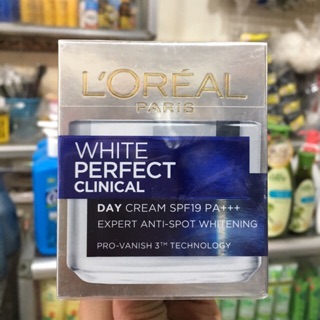 L'ORÉAL
PARIS
WHITE
PERFECT
CLINICAL
DAY CREAM SPF19 PA+++
EXPERT ANTI-SPOT WHITENING
PRO-VANISH 3™ TECHNOLOGY